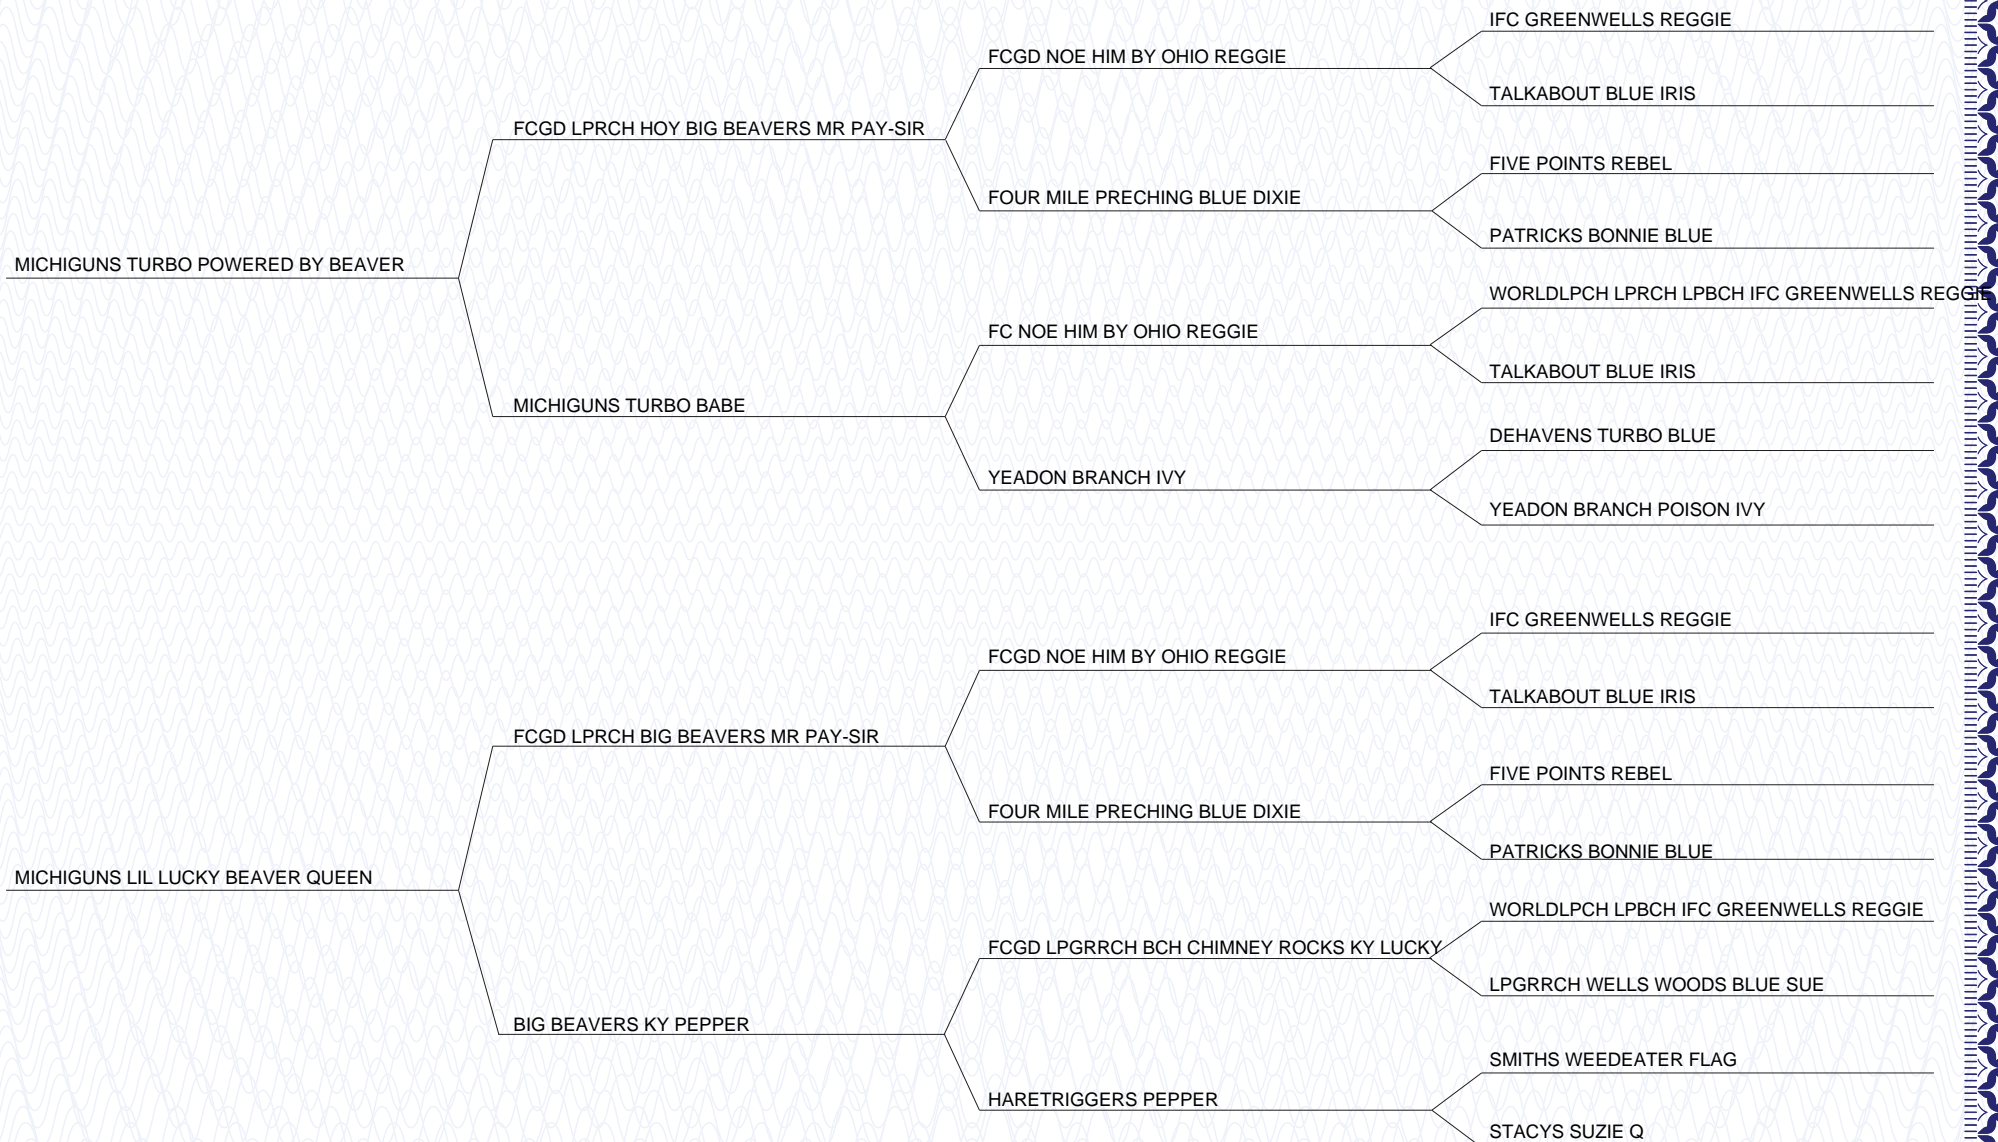 IFC GREENWELLS REGGIE
FCGD NOE HIM BY OHIO REGGIE
TALKABOUT BLUE IRIS
FCGD LPRCH HOY BIG BEAVERS MR PAY-SIR
FIVE POINTS REBEL
FOUR MILE PRECHING BLUE DIXIE
PATRICKS BONNIE BLUE
MICHIGUNS TURBO POWERED BY BEAVER
WORLDLPCH LPRCH LPBCH IFC GREENWELLS REGGIE
FC NOE HIM BY OHIO REGGIE
TALKABOUT BLUE IRIS
MICHIGUNS TURBO BABE
DEHAVENS TURBO BLUE
YEADON BRANCH IVY
YEADON BRANCH POISON IVY
IFC GREENWELLS REGGIE
FCGD NOE HIM BY OHIO REGGIE
TALKABOUT BLUE IRIS
FCGD LPRCH BIG BEAVERS MR PAY-SIR
FIVE POINTS REBEL
FOUR MILE PRECHING BLUE DIXIE
PATRICKS BONNIE BLUE
MICHIGUNS LIL LUCKY BEAVER QUEEN
WORLDLPCH LPBCH IFC GREENWELLS REGGIE
FCGD LPGRRCH BCH CHIMNEY ROCKS KY LUCKY
LPGRRCH WELLS WOODS BLUE SUE
BIG BEAVERS KY PEPPER
SMITHS WEEDEATER FLAG
HARETRIGGERS PEPPER
STACYS SUZIE Q